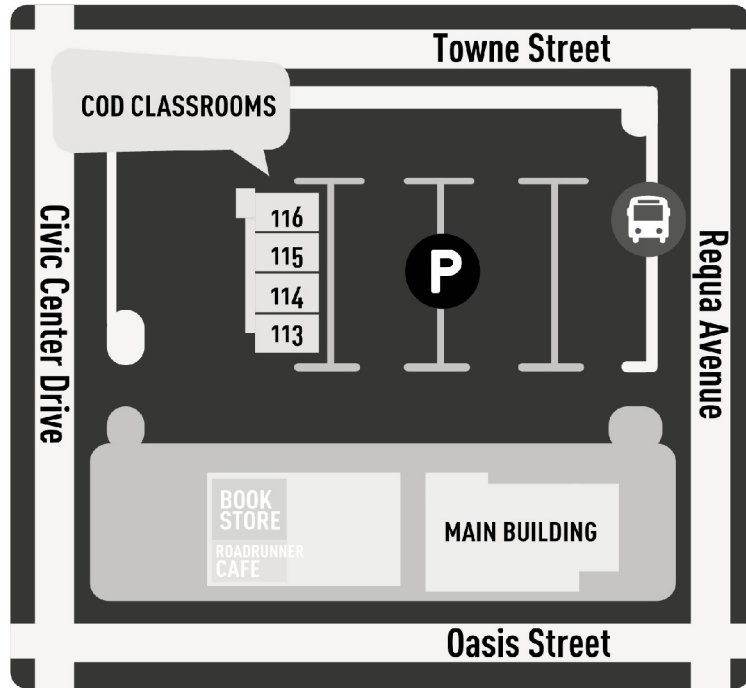 Towne Street
COD CLASSROOMS
Civic Center Drive
116
115
114
113
P
Requa Avenue
BOOK
STORE
ROADRUNNER
CAFE
MAIN BUILDING
Oasis Street